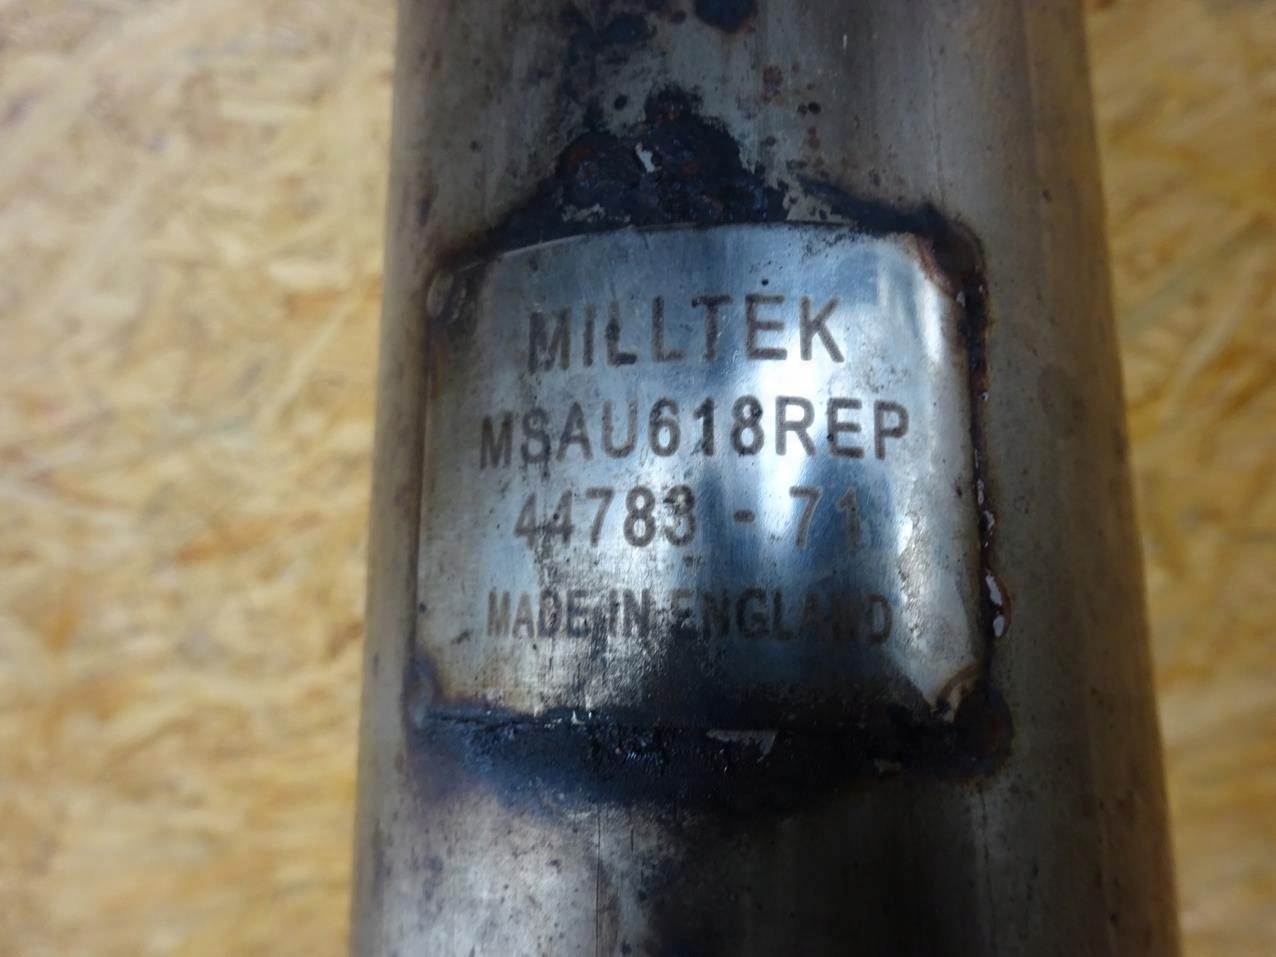 MILLTEK
MSAU618REP
44783 - 71
MADE IN ENGLAND